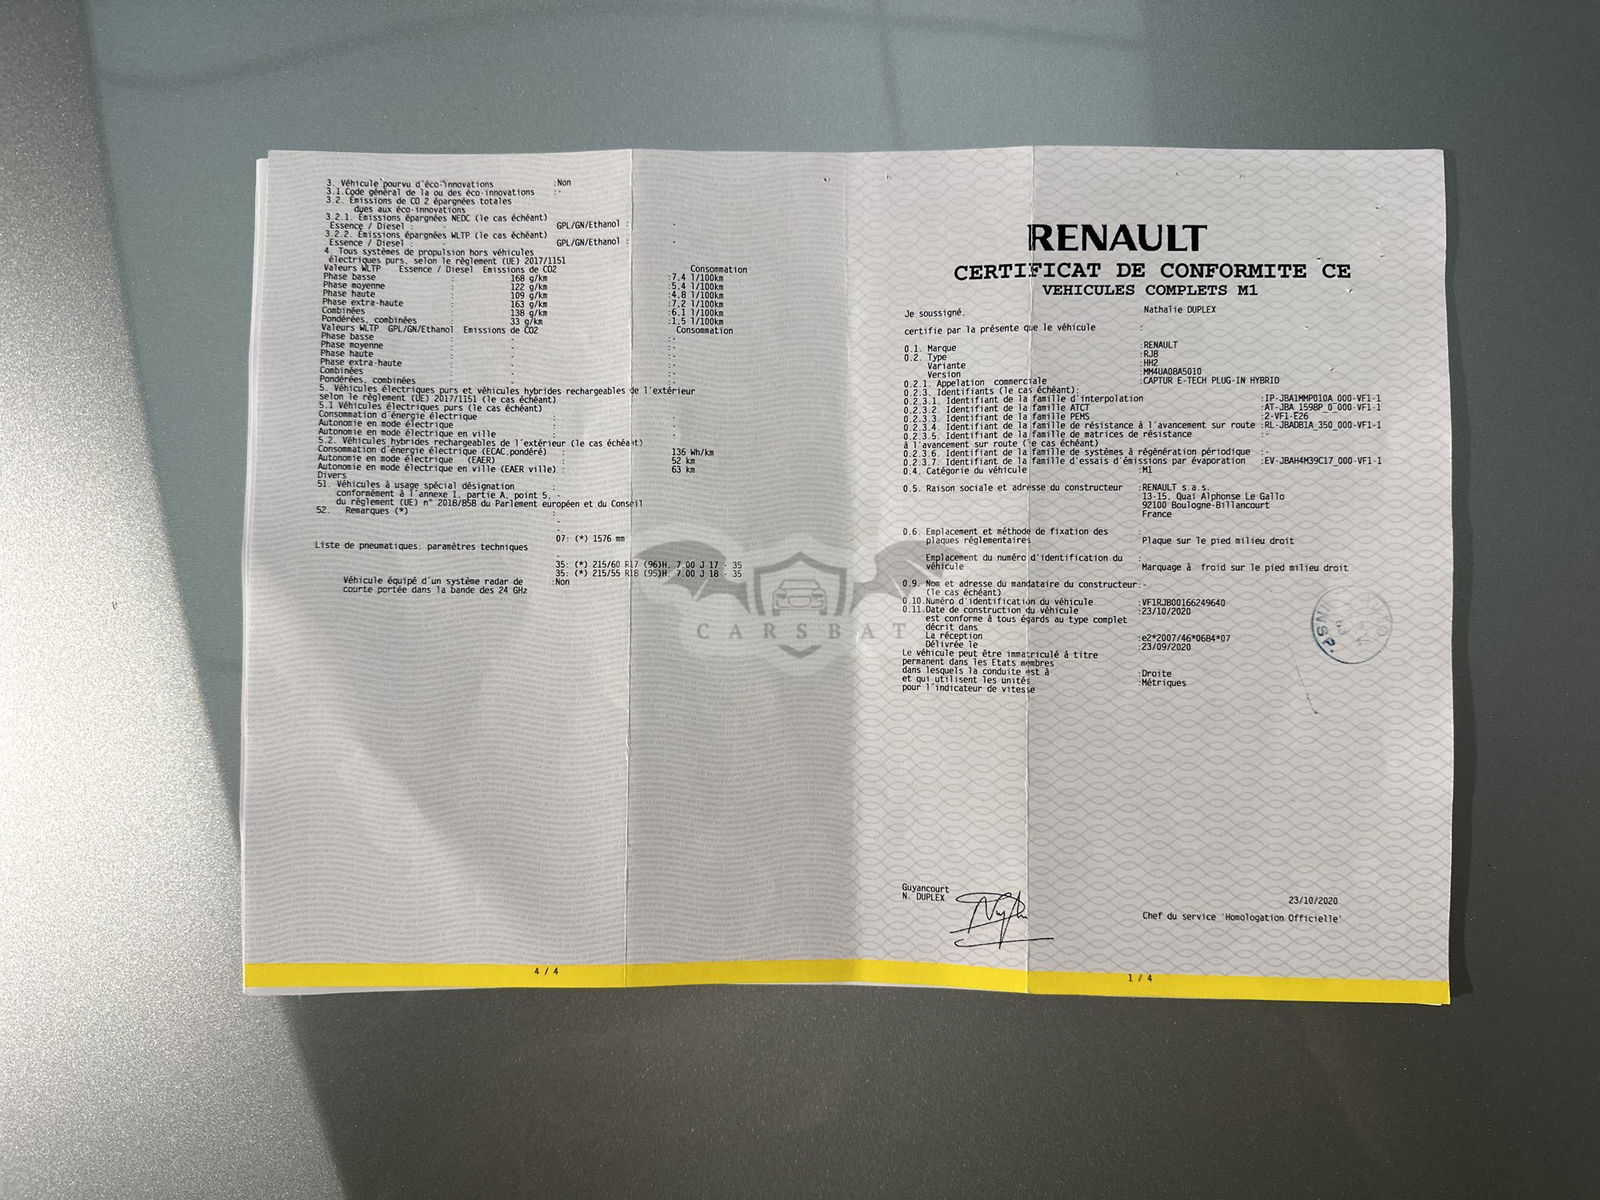 3. Véhicule pourvu d'éco-innovations :Non
3.1.Code général de la ou des éco-innovations :-
3.2. Emissions de CO 2 épargnées totales
dues aux éco-innovations
3.2.1. Émissions épargnées NEDC (le cas échéant)
Essence / Diesel : - GPL/GN/Ethanol : -
3.2.2. Émissions épargnées WLTP (le cas échéant)
Essence / Diesel : - GPL/GN/Ethanol : -
4. Tous systèmes de propulsion hors véhicules
électriques purs, selon le règlement (UE) 2017/1151
Valeurs WLTP Essence / Diesel Emissions de CO2 Consommation
Phase basse : 168 g/km :7.4 l/100km
Phase moyenne : 122 g/km :5.4 l/100km
Phase haute : 109 g/km :4.8 l/100km
Phase extra-haute : 163 g/km :7.2 l/100km
Combinées : 138 g/km :6.1 l/100km
Pondérées, combinées : 33 g/km :1.5 l/100km
Valeurs WLTP GPL/GN/Ethanol Emissions de CO2 Consommation
Phase basse : - :-
Phase moyenne : - :-
Phase haute : - :-
Phase extra-haute : - :-
Combinées : - :-
Pondérées, combinées : - :-
5. Véhicules électriques purs et véhicules hybrides rechargeables de l'extérieur
selon le règlement (UE) 2017/1151 (le cas échéant)
5.1 Véhicules électriques purs (le cas échéant)
Consommation d'énergie électrique : -
Autonomie en mode électrique : -
Autonomie en mode électrique en ville : -
5.2. Véhicules hybrides rechargeables de l'extérieur (le cas échéant)
Consommation d'énergie électrique (ECAC,pondéré) : 136 Wh/km
Autonomie en mode électrique (EAER) : 52 km
Autonomie en mode électrique en ville (EAER ville) : 63 km
Divers
51. Véhicules à usage spécial désignation :
conformément à l'annexe I, partie A, point 5, -
du règlement (UE) n° 2018/858 du Parlement européen et du Conseil
52. Remarques (*) :
07: (*) 1576 mm
Liste de pneumatiques: paramètres techniques
35: (*) 215/60 R17 (96)H, 7.00 J 17 - 35
35: (*) 215/55 R18 (95)H, 7.00 J 18 - 35
Véhicule équipé d'un système radar de :Non
courte portée dans la bande des 24 GHz
4 / 4
CARSBAT
RENAULT
CERTIFICAT DE CONFORMITE CE
VEHICULES COMPLETS M1
Je soussigné, Nathalie DUPLEX
certifie par la présente que le véhicule :
0.1. Marque :RENAULT
0.2. Type :RJB
Variante :HH2
Version :MM4UA08A5010
0.2.1. Appelation commerciale :CAPTUR E-TECH PLUG-IN HYBRID
0.2.3. Identifiants (le cas échéant):
0.2.3.1. Identifiant de la famille d'interpolation :IP-JBA1MMP010A_000-VF1-1
0.2.3.2. Identifiant de la famille ATCT :AT-JBA_1598P_0_000-VF1-1
0.2.3.3. Identifiant de la famille PEMS :2-VF1-E26
0.2.3.4. Identifiant de la famille de résistance à l'avancement sur route :RL-JBADB1A_350_000-VF1-1
0.2.3.5. Identifiant de la famille de matrices de résistance :-
à l'avancement sur route (le cas échéant)
0.2.3.6. Identifiant de la famille de systèmes à régénération périodique :-
0.2.3.7. Identifiant de la famille d'essais d'émissions par évaporation :EV-JBAH4M39C17_000-VF1-1
0.4. Catégorie du véhicule :M1
0.5. Raison sociale et adresse du constructeur :RENAULT s.a.s.
13-15, Quai Alphonse Le Gallo
92100 Boulogne-Billancourt
France
0.6. Emplacement et méthode de fixation des :
plaques réglementaires Plaque sur le pied milieu droit
Emplacement du numéro d'identification du :
véhicule Marquage à froid sur le pied milieu droit
0.9. Nom et adresse du mandataire du constructeur:-
(le cas échéant)
0.10.Numéro d'identification du véhicule :VF1RJB00166249640
0.11.Date de construction du véhicule :23/10/2020
est conforme à tous égards au type complet
décrit dans
La réception :e2*2007/46*0684*07
Délivrée le :23/09/2020
Le véhicule peut être immatriculé à titre
permanent dans les Etats membres
dans lesquels la conduite est à :Droite
et qui utilisent les unités :Métriques
pour l'indicateur de vitesse
INSP.
Guyancourt
N. DUPLEX
23/10/2020
Chef du service 'Homologation Officielle'
1 / 4